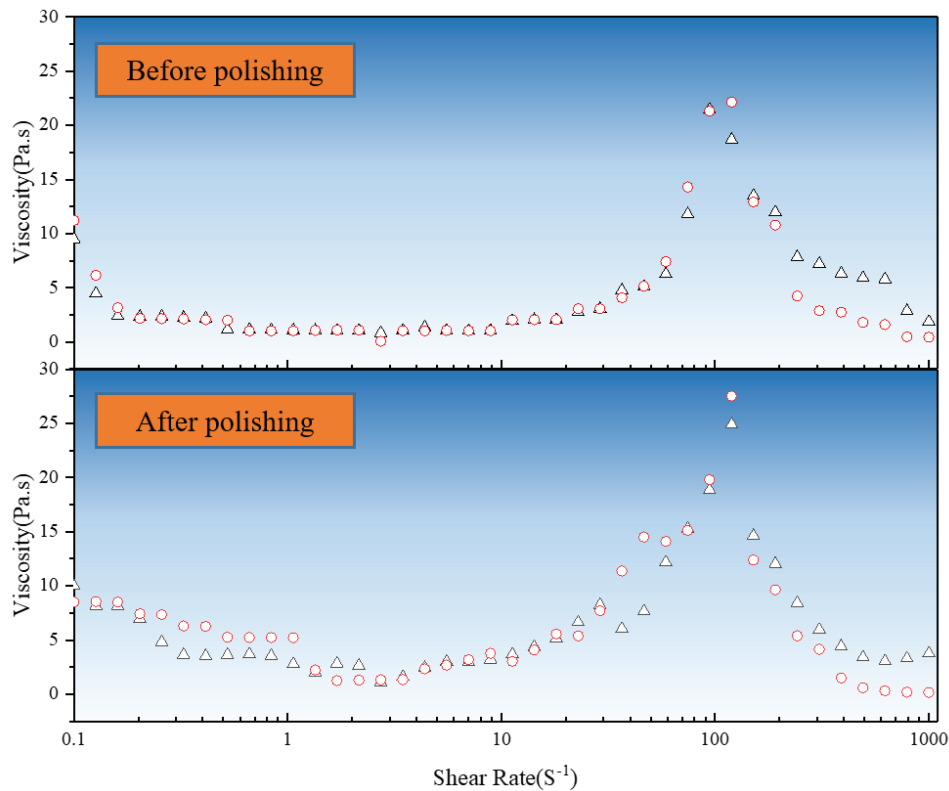 30
25
20
15
10
5
0
Viscosity(Pa.s)
Before polishing
30
25
20
15
10
5
0
Viscosity(Pa.s)
After polishing
0.1 1 10 100 1000
Shear Rate(S⁻¹)